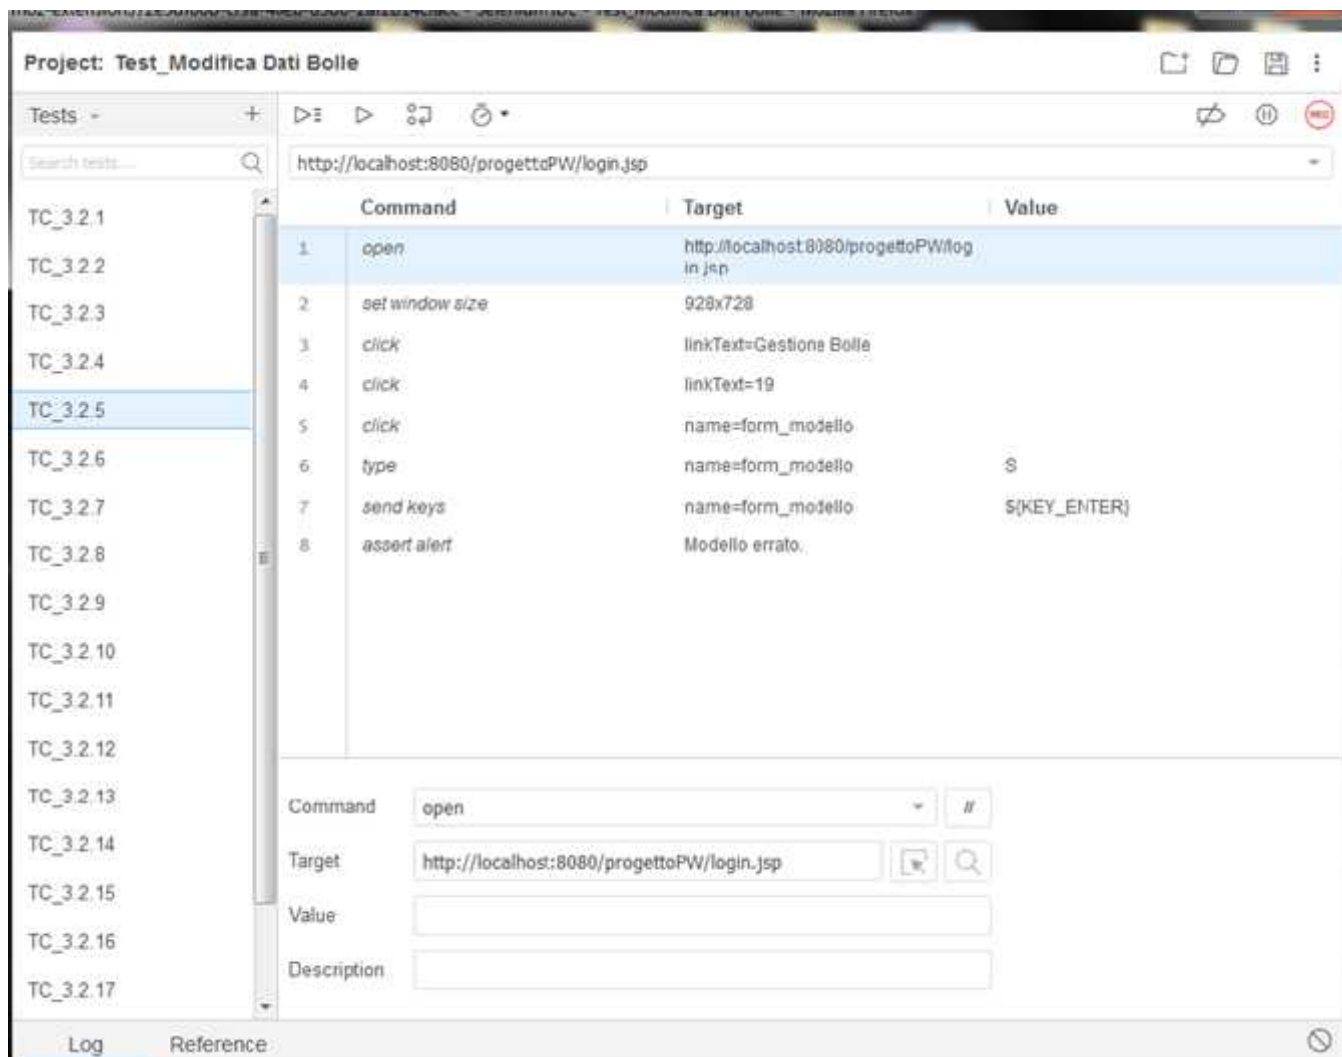 Project: Test_Modifica Dati Bolle
Tests
Search tests...
http://localhost:8080/progettoPW/login.jsp
REC
Command Target Value
1 open http://localhost:8080/progettoPW/log
in.jsp
2 set window size 928x728
3 click linkText=Gestione Bolle
4 click linkText=19
5 click name=form_modello
6 type name=form_modello S
7 send keys name=form_modello ${KEY_ENTER}
8 assert alert Modello errato.
TC_3.2.1
TC_3.2.2
TC_3.2.3
TC_3.2.4
TC_3.2.5
TC_3.2.6
TC_3.2.7
TC_3.2.8
TC_3.2.9
TC_3.2.10
TC_3.2.11
TC_3.2.12
TC_3.2.13
TC_3.2.14
TC_3.2.15
TC_3.2.16
TC_3.2.17
Command open //
Target http://localhost:8080/progettoPW/login.jsp
Value
Description
Log Reference